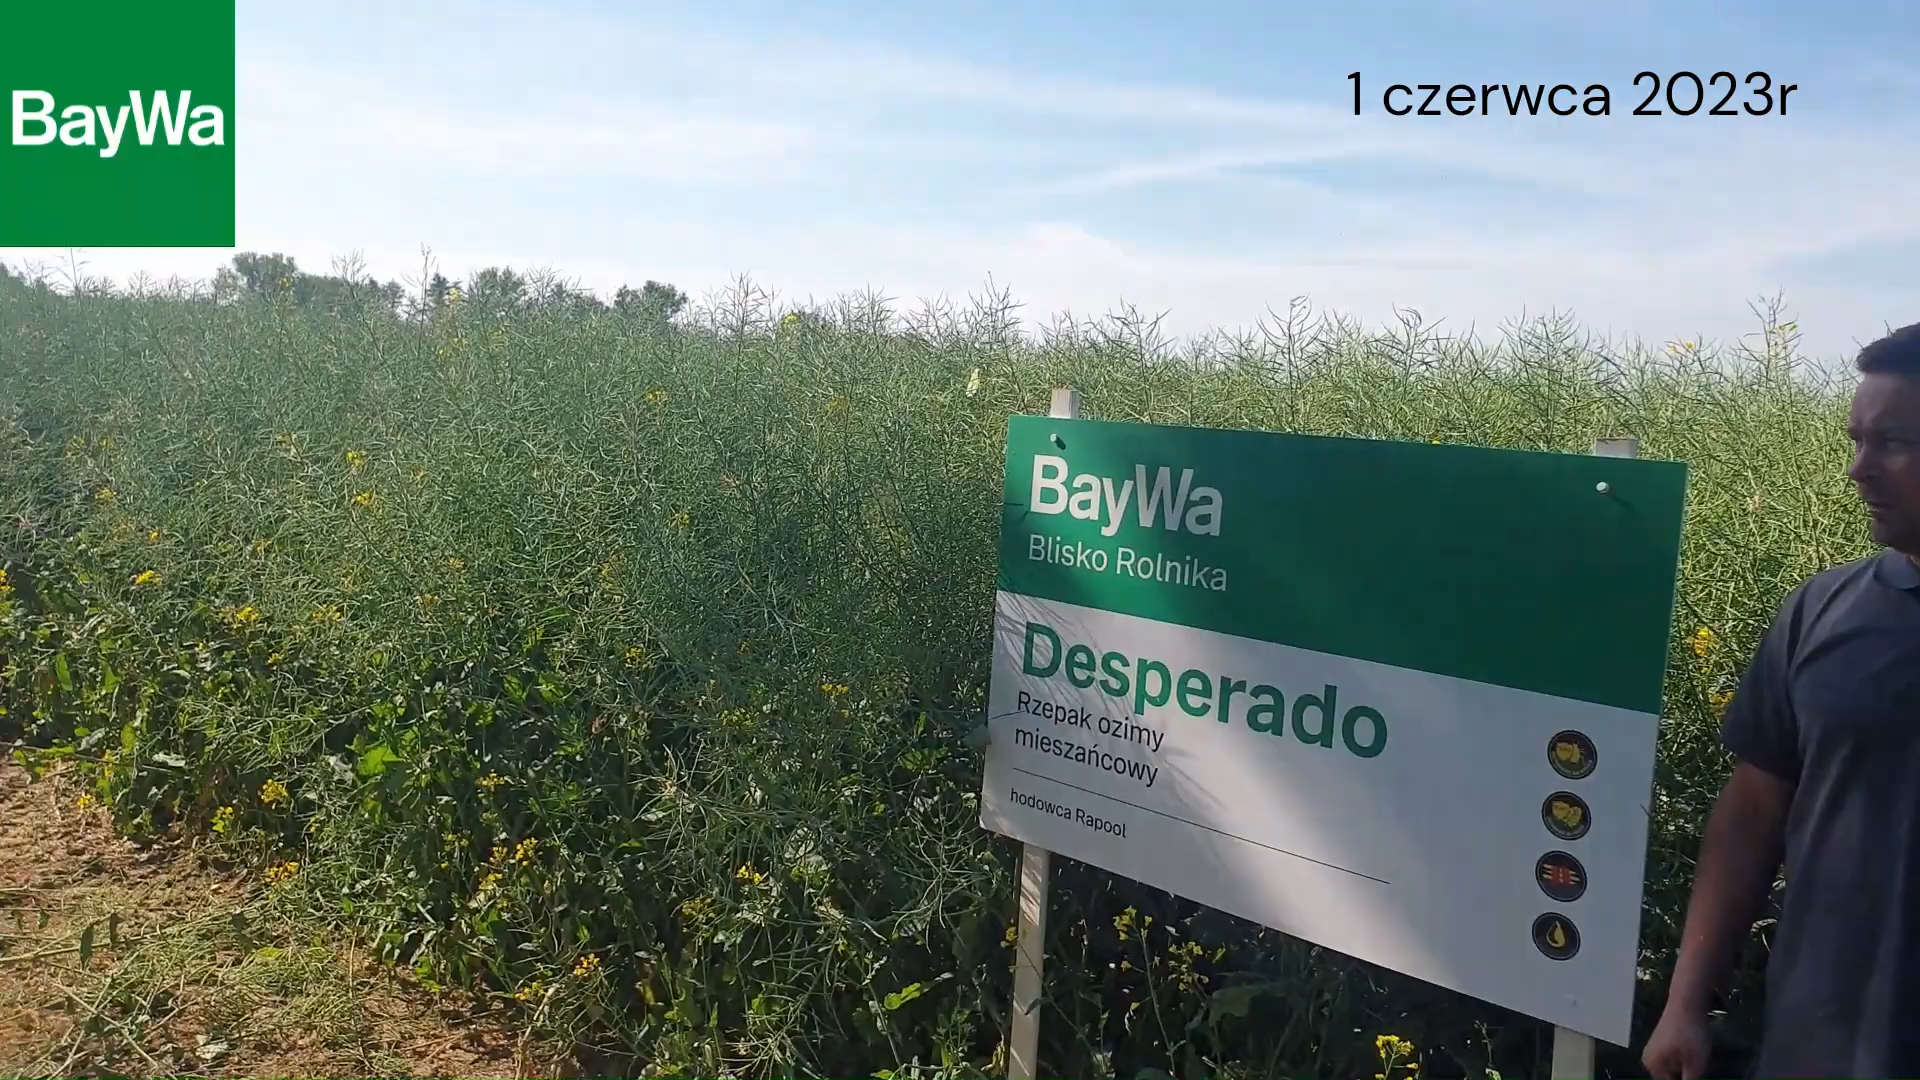 BayWa
1 czerwca 2023r
BayWa
Blisko Rolnika
Desperado
Rzepak ozimy
mieszańcowy
hodowca Rapool